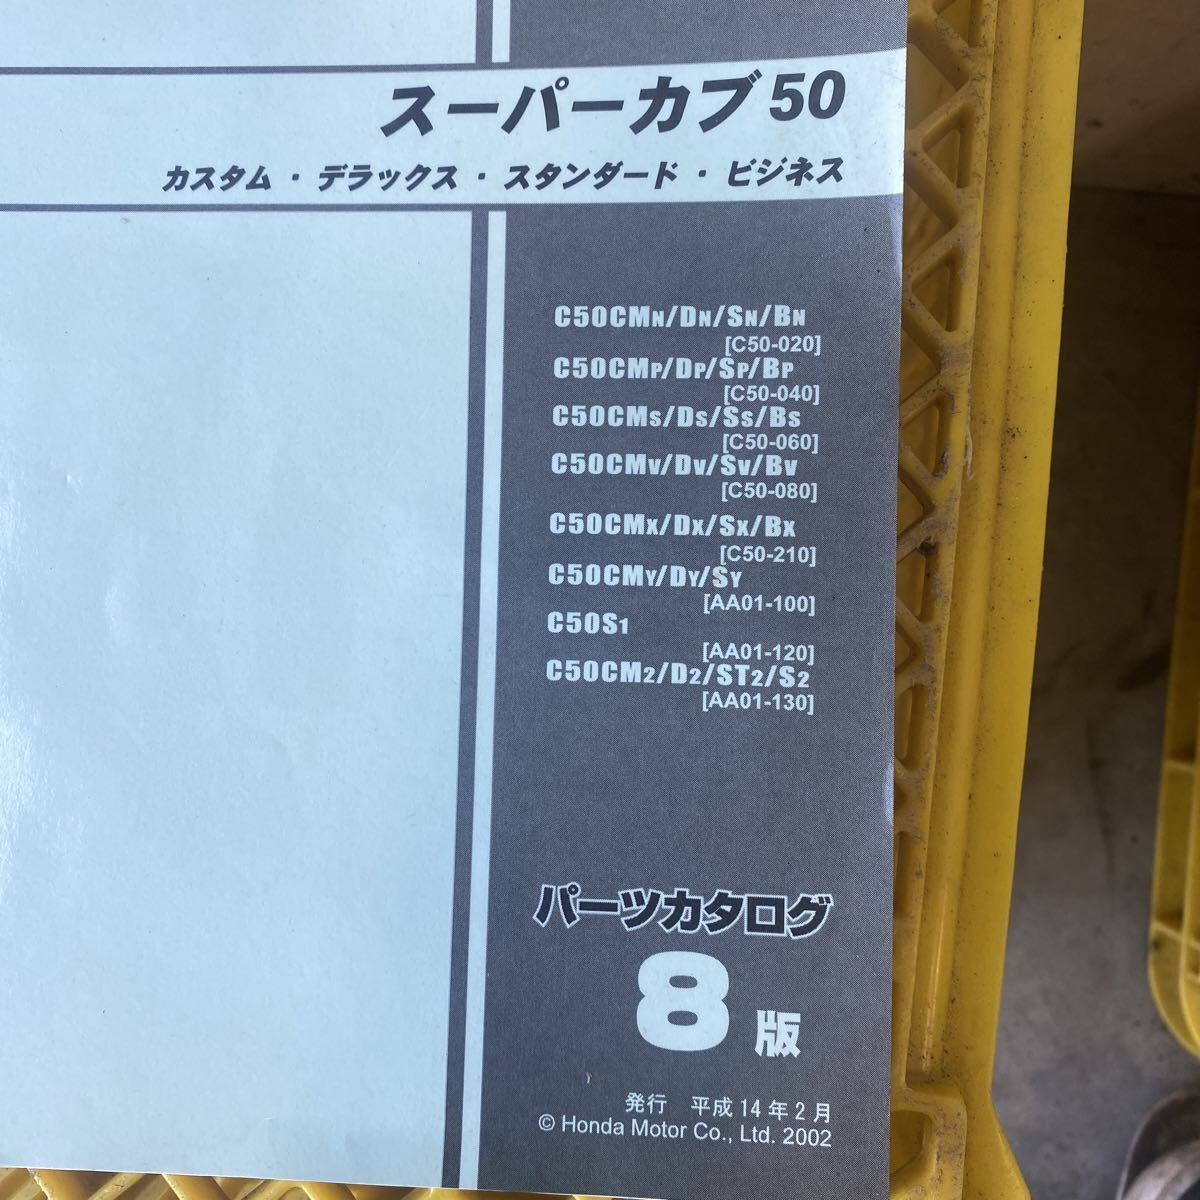 スーパーカブ 50
カスタム・デラックス・スタンダード・ビジネス
C50CMN/DN/SN/BN
[C50-020]
C50CMP/DP/SP/BP
[C50-040]
C50CMS/DS/SS/BS
[C50-060]
C50CMV/DV/SV/BV
[C50-080]
C50CMX/DX/SX/BX
[C50-210]
C50CMY/DY/SY
[AA01-100]
C50S1
[AA01-120]
C50CM2/D2/ST2/S2
[AA01-130]
パーツカタログ
8 版
発行 平成14年2月
© Honda Motor Co., Ltd. 2002